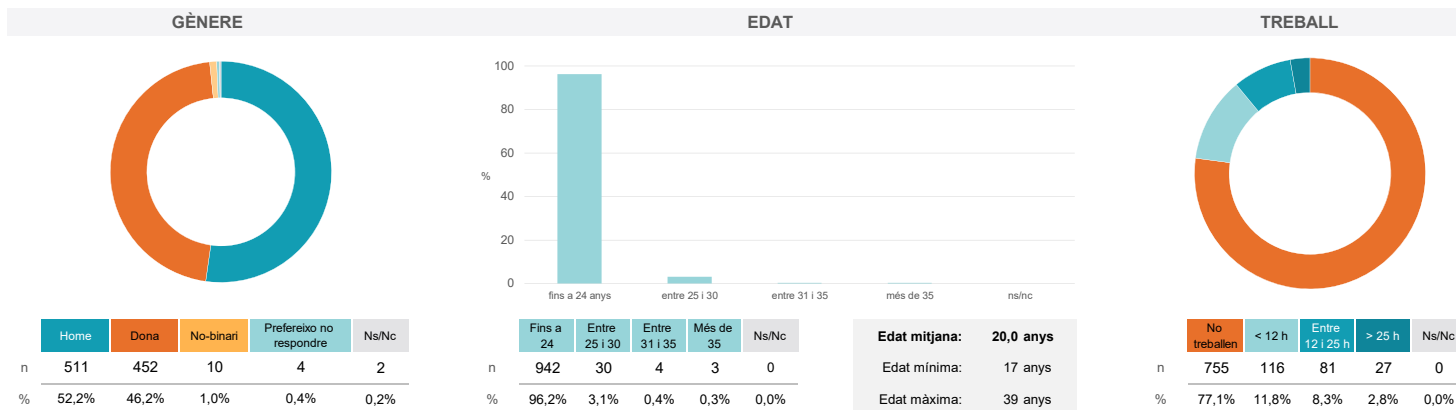 GÈNERE
EDAT
TREBALL
100
80
60
%
40
20
0
fins a 24 anys entre 25 i 30 entre 31 i 35 més de 35 ns/nc
Home Dona No-binari Prefereixo no respondre Ns/Nc
n 511 452 10 4 2
% 52,2% 46,2% 1,0% 0,4% 0,2%
Fins a 24 Entre 25 i 30 Entre 31 i 35 Més de 35 Ns/Nc
n 942 30 4 3 0
% 96,2% 3,1% 0,4% 0,3% 0,0%
Edat mitjana: 20,0 anys
Edat mínima: 17 anys
Edat màxima: 39 anys
No treballen < 12 h Entre 12 i 25 h > 25 h Ns/Nc
n 755 116 81 27 0
% 77,1% 11,8% 8,3% 2,8% 0,0%